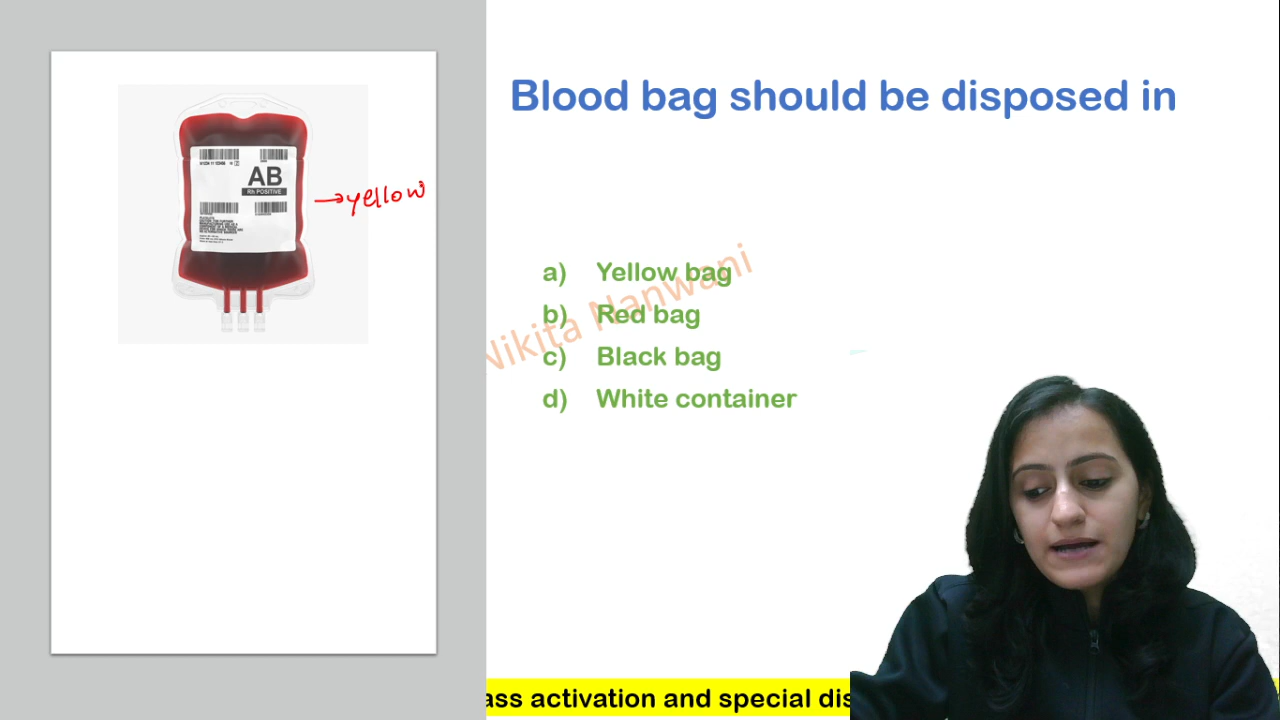 Blood bag should be disposed in
AB
Rh POSITIVE
→yellow
a) Yellow bag
b) Red bag
c) Black bag
d) White container
Nikita Nanwani
ass activation and special dis